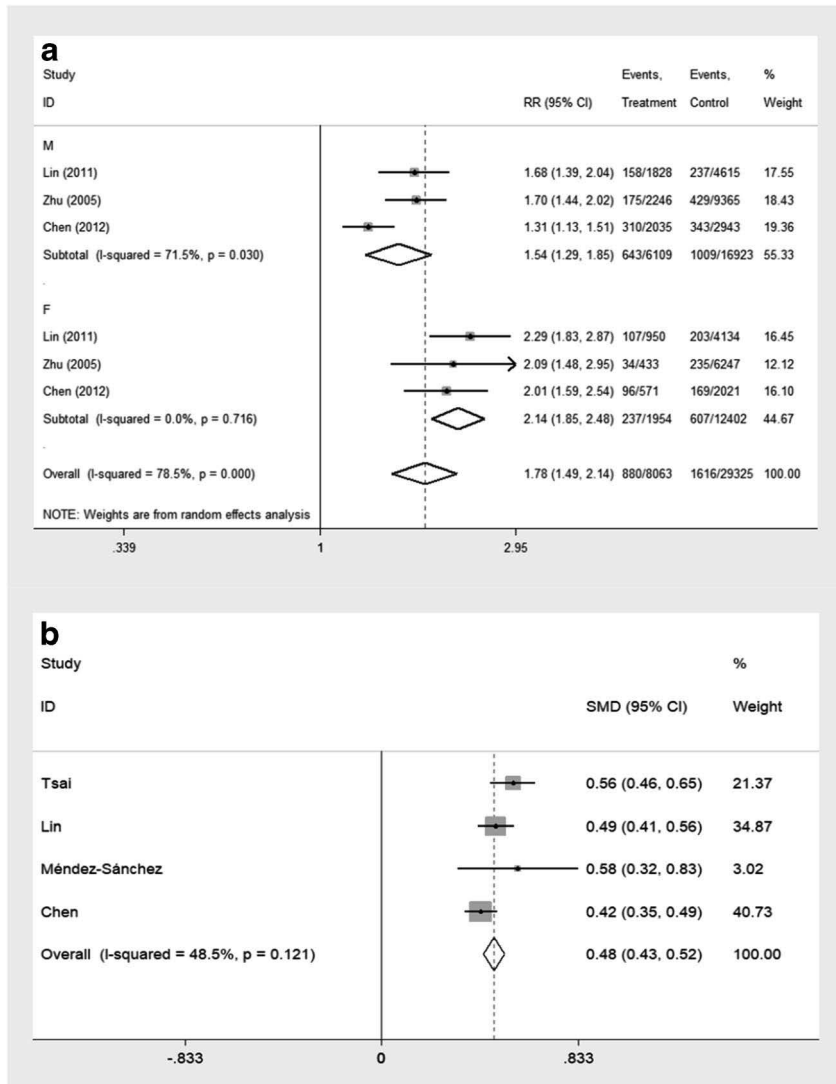 a
Study Events, Events, %
ID RR (95% CI) Treatment Control Weight
M
Lin (2011) 1.68 (1.39, 2.04) 158/1828 237/4615 17.55
Zhu (2005) 1.70 (1.44, 2.02) 175/2246 429/9365 18.43
Chen (2012) 1.31 (1.13, 1.51) 310/2035 343/2943 19.36
Subtotal (I-squared = 71.5%, p = 0.030) 1.54 (1.29, 1.85) 643/6109 1009/16923 55.33
.
F
Lin (2011) 2.29 (1.83, 2.87) 107/950 203/4134 16.45
Zhu (2005) 2.09 (1.48, 2.95) 34/433 235/6247 12.12
Chen (2012) 2.01 (1.59, 2.54) 96/571 169/2021 16.10
Subtotal (I-squared = 0.0%, p = 0.716) 2.14 (1.85, 2.48) 237/1954 607/12402 44.67
.
Overall (I-squared = 78.5%, p = 0.000) 1.78 (1.49, 2.14) 880/8063 1616/29325 100.00
NOTE: Weights are from random effects analysis
.339 1 2.95
b
Study %
ID SMD (95% CI) Weight
Tsai 0.56 (0.46, 0.65) 21.37
Lin 0.49 (0.41, 0.56) 34.87
Méndez-Sánchez 0.58 (0.32, 0.83) 3.02
Chen 0.42 (0.35, 0.49) 40.73
Overall (I-squared = 48.5%, p = 0.121) 0.48 (0.43, 0.52) 100.00
-.833 0 .833